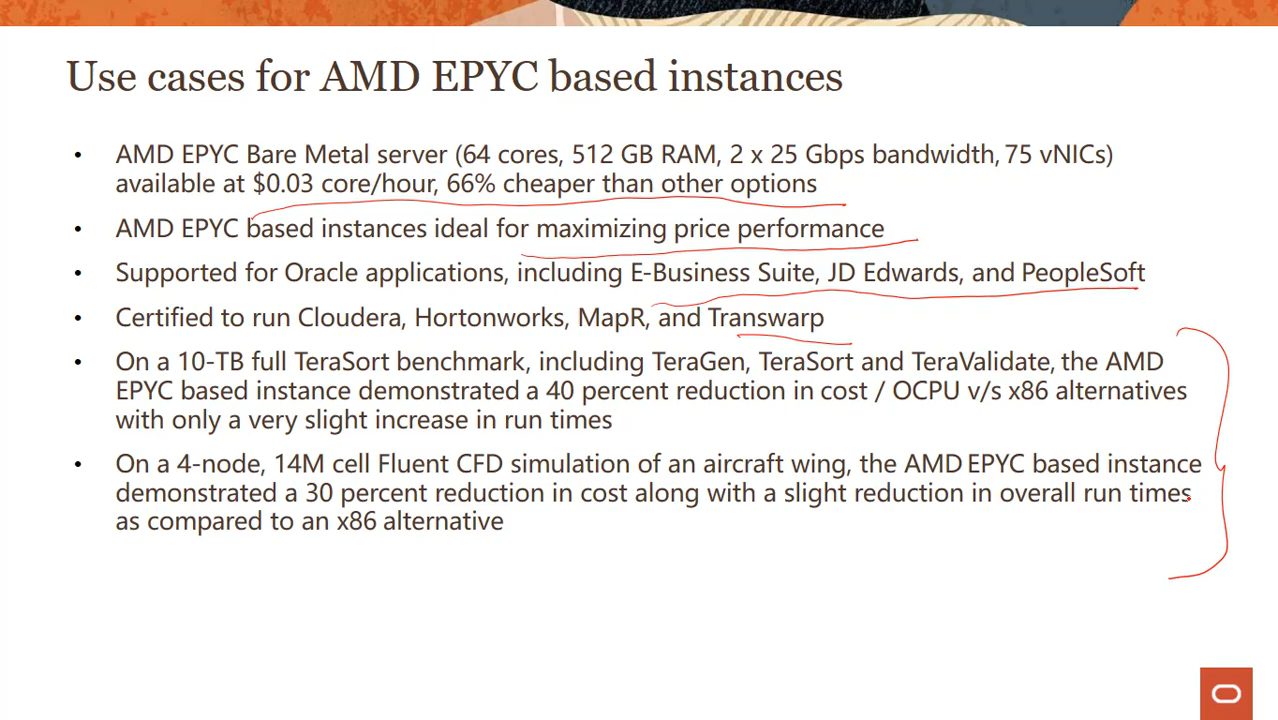 Use cases for AMD EPYC based instances
• AMD EPYC Bare Metal server (64 cores, 512 GB RAM, 2 x 25 Gbps bandwidth, 75 vNICs)
available at $0.03 core/hour, 66% cheaper than other options
• AMD EPYC based instances ideal for maximizing price performance
• Supported for Oracle applications, including E-Business Suite, JD Edwards, and PeopleSoft
• Certified to run Cloudera, Hortonworks, MapR, and Transwarp
• On a 10-TB full TeraSort benchmark, including TeraGen, TeraSort and TeraValidate, the AMD
EPYC based instance demonstrated a 40 percent reduction in cost / OCPU v/s x86 alternatives
with only a very slight increase in run times
• On a 4-node, 14M cell Fluent CFD simulation of an aircraft wing, the AMD EPYC based instance
demonstrated a 30 percent reduction in cost along with a slight reduction in overall run times
as compared to an x86 alternative